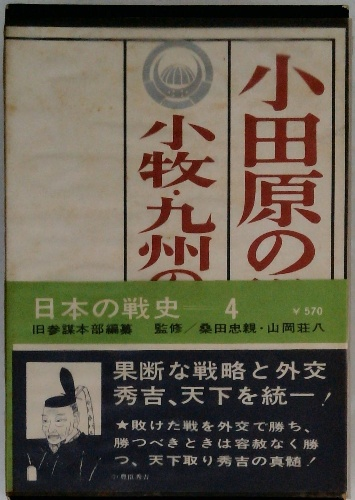 小田原の
小牧・九州の
日本の戦史 4 ￥570
旧参謀本部編纂 監修／桑田忠親・山岡荘八
果断な戦略と外交
秀吉、天下を統一！
★敗けた戦を外交で勝ち、
勝つべきときは容赦なく勝
つ、天下取り秀吉の真髄！